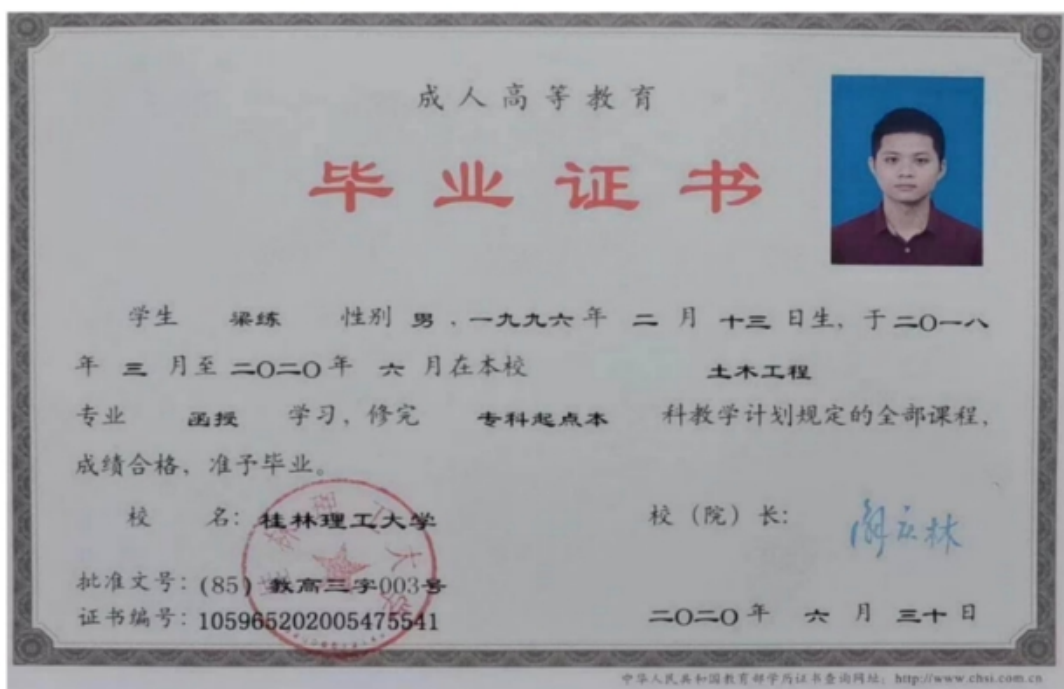 成人高等教育
毕业证书
学生 梁练 性别 男，一九九六年 二 月 十三 日生，于二〇一八
年 三 月至二〇二〇年 六 月在本校 土木工程
专业 函授 学习，修完 专科起点本 科教学计划规定的全部课程，
成绩合格，准予毕业。
校 名：桂林理工大学 校（院）长：
批准文号：(85) 教高三字003号
证书编号：105965202005475541 二〇二〇年 六 月 三十日
中华人民共和国教育部学历证书查询网址：http://www.chsi.com.cn